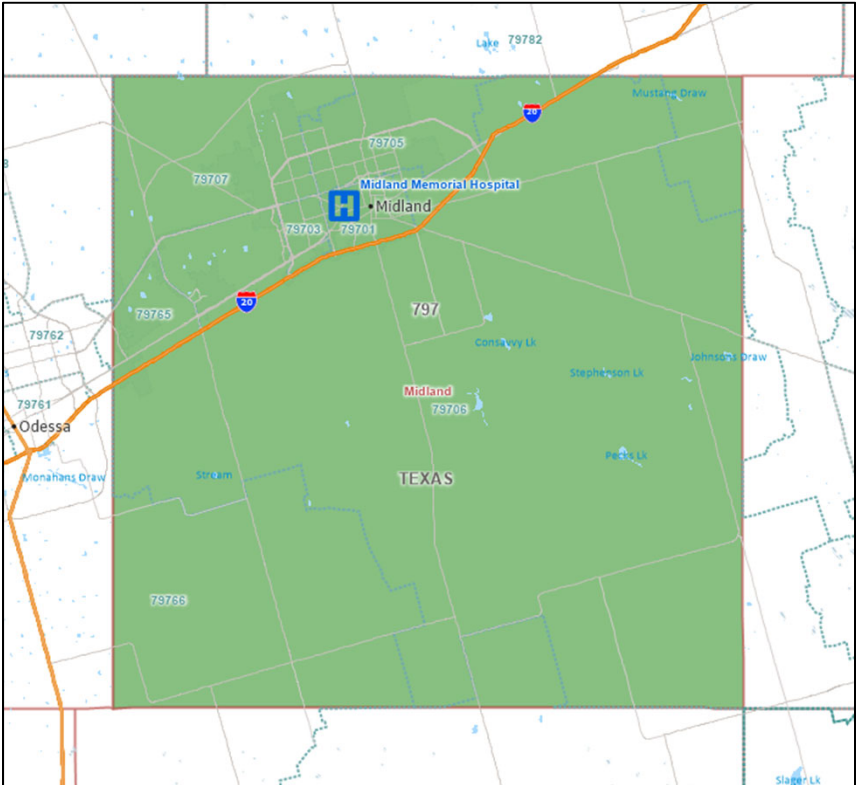 Lake
79782
Mustang Draw
20
79705
79707
Midland Memorial Hospital
H
Midland
79703
79701
20
797
79765
79762
Consavvy Lk
Johnsons Draw
Stephenson Lk
Midland
79706
79761
Odessa
Pecks Lk
Stream
Monahans Draw
TEXAS
79766
Slager Lk